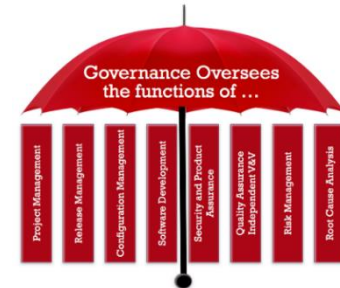 Governance Oversees
the functions of ...
Project Management
Release Management
Configuration Management
Software Development
Security and Product
Assurance
Quality Assurance
Independent V&V
Risk Management
Root Cause Analysis